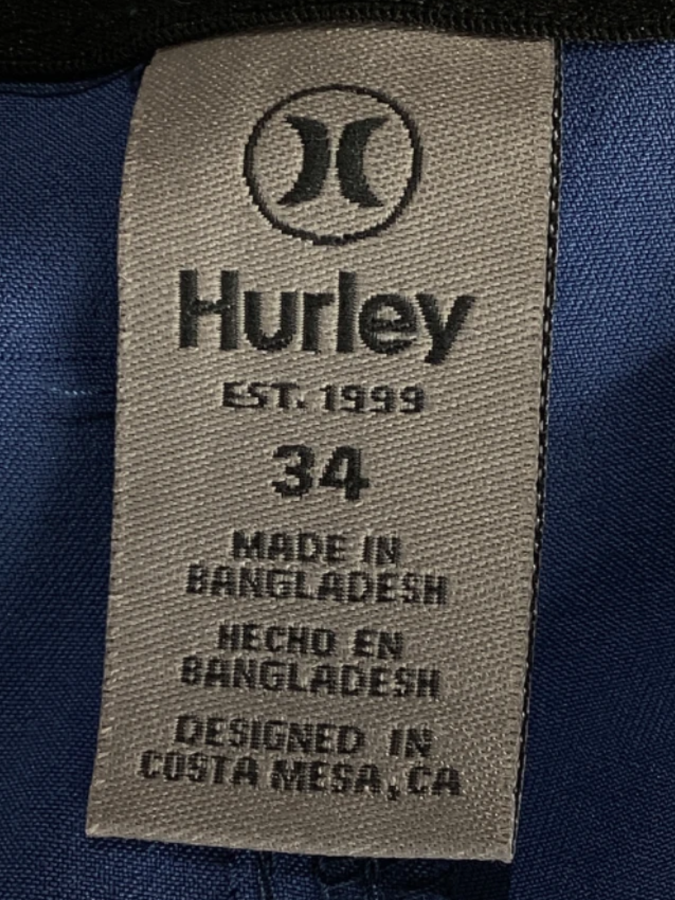 Hurley
EST. 1999
34
MADE IN
BANGLADESH
HECHO EN
BANGLADESH
DESIGNED IN
COSTA MESA, CA